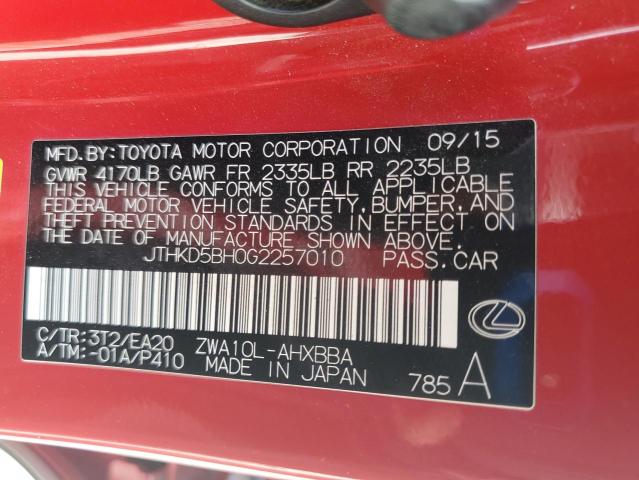 MFD.BY:TOYOTA MOTOR CORPORATION 09/15
GVWR 4170LB GAWR FR 2335LB RR 2235LB
THIS VEHICLE CONFORMS TO ALL APPLICABLE
FEDERAL MOTOR VEHICLE SAFETY, BUMPER, AND
THEFT PREVENTION STANDARDS IN EFFECT ON
THE DATE OF MANUFACTURE SHOWN ABOVE.
JTHKD5BH0G2257010 PASS.CAR
C/TR:3T2/EA20 ZWA10L-AHXBBA
A/TM:-01A/P410 MADE IN JAPAN
785 A